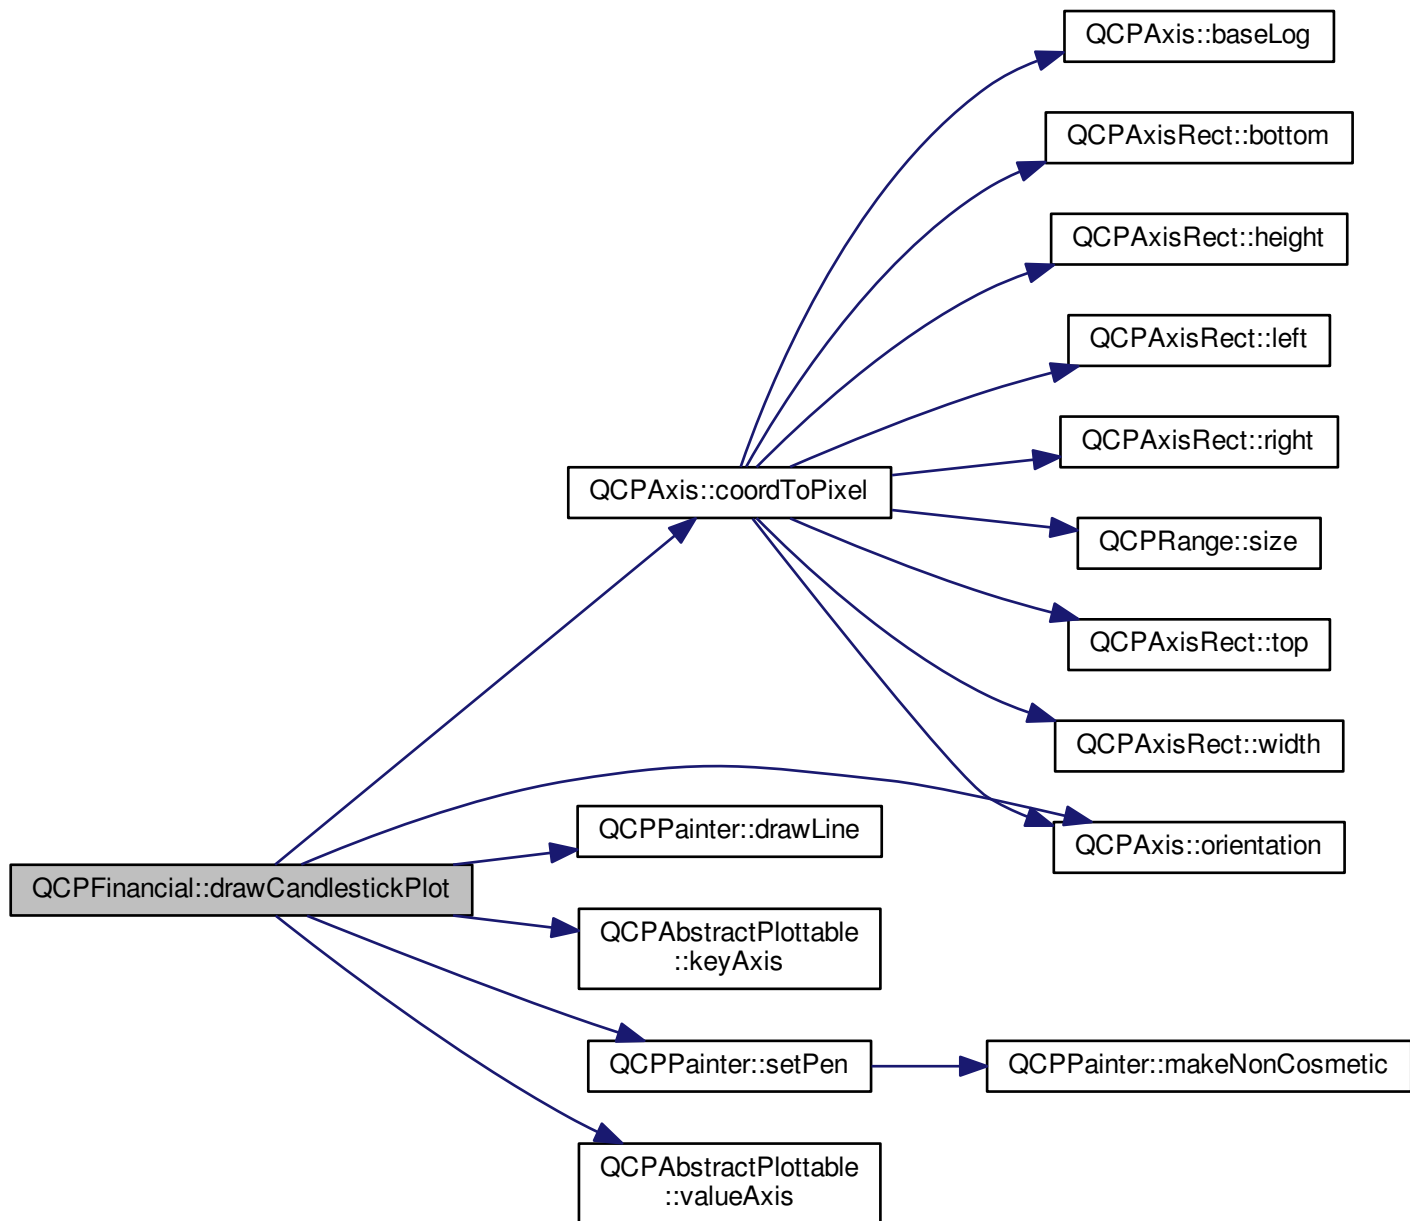 QCPAxis::baseLog
QCPAxisRect::bottom
QCPAxisRect::height
QCPAxisRect::left
QCPAxisRect::right
QCPAxis::coordToPixel
QCPRange::size
QCPAxisRect::top
QCPAxisRect::width
QCPPainter::drawLine
QCPAxis::orientation
QCPFinancial::drawCandlestickPlot
QCPAbstractPlottable
::keyAxis
QCPPainter::setPen
QCPPainter::makeNonCosmetic
QCPAbstractPlottable
::valueAxis